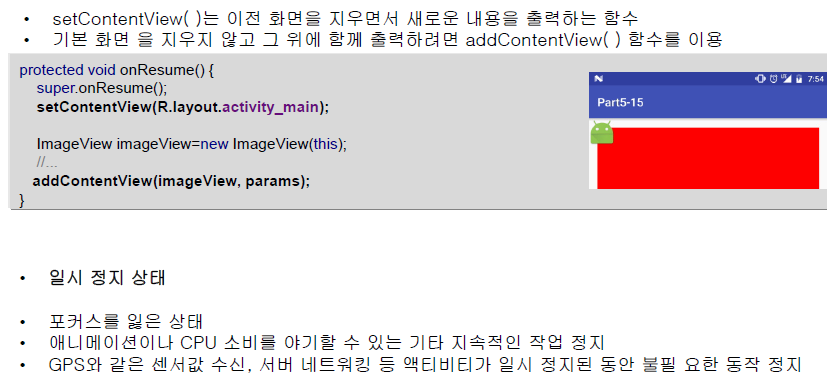 • setContentView( )는 이전 화면을 지우면서 새로운 내용을 출력하는 함수
• 기본 화면 을 지우지 않고 그 위에 함께 출력하려면 addContentView( ) 함수를 이용
protected void onResume() {
super.onResume();
setContentView(R.layout.activity_main);
ImageView imageView=new ImageView(this);
//...
addContentView(imageView, params);
}
7:54
Part5-15
• 일시 정지 상태
• 포커스를 잃은 상태
• 애니메이션이나 CPU 소비를 야기할 수 있는 기타 지속적인 작업 정지
• GPS와 같은 센서값 수신, 서버 네트워킹 등 액티비티가 일시 정지된 동안 불필 요한 동작 정지